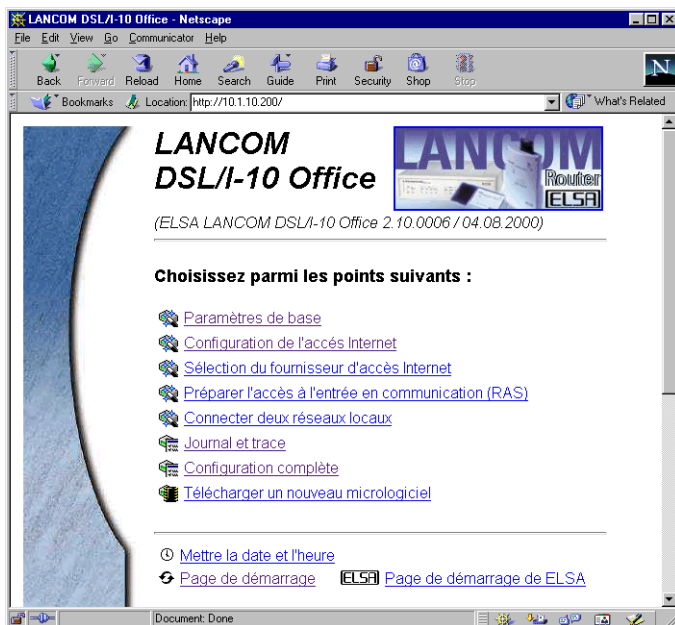 LANCOM DSL/I-10 Office - Netscape
File Edit View Go Communicator Help
Back Forward Reload Home Search Guide Print Security Shop Stop
N
Bookmarks Location: http://10.1.10.200/ What's Related
LANCOM
DSL/I-10 Office
LANCOM
Router
ELSA
(ELSA LANCOM DSL/I-10 Office 2.10.0006 / 04.08.2000)
Choisissez parmi les points suivants :
Paramètres de base
Configuration de l'accés Internet
Sélection du fournisseur d'accès Internet
Préparer l'accès à l'entrée en communication (RAS)
Connecter deux réseaux locaux
Journal et trace
Configuration complète
Télécharger un nouveau micrologiciel
Mettre la date et l'heure
Page de démarrage ELSA Page de démarrage de ELSA
Document: Done